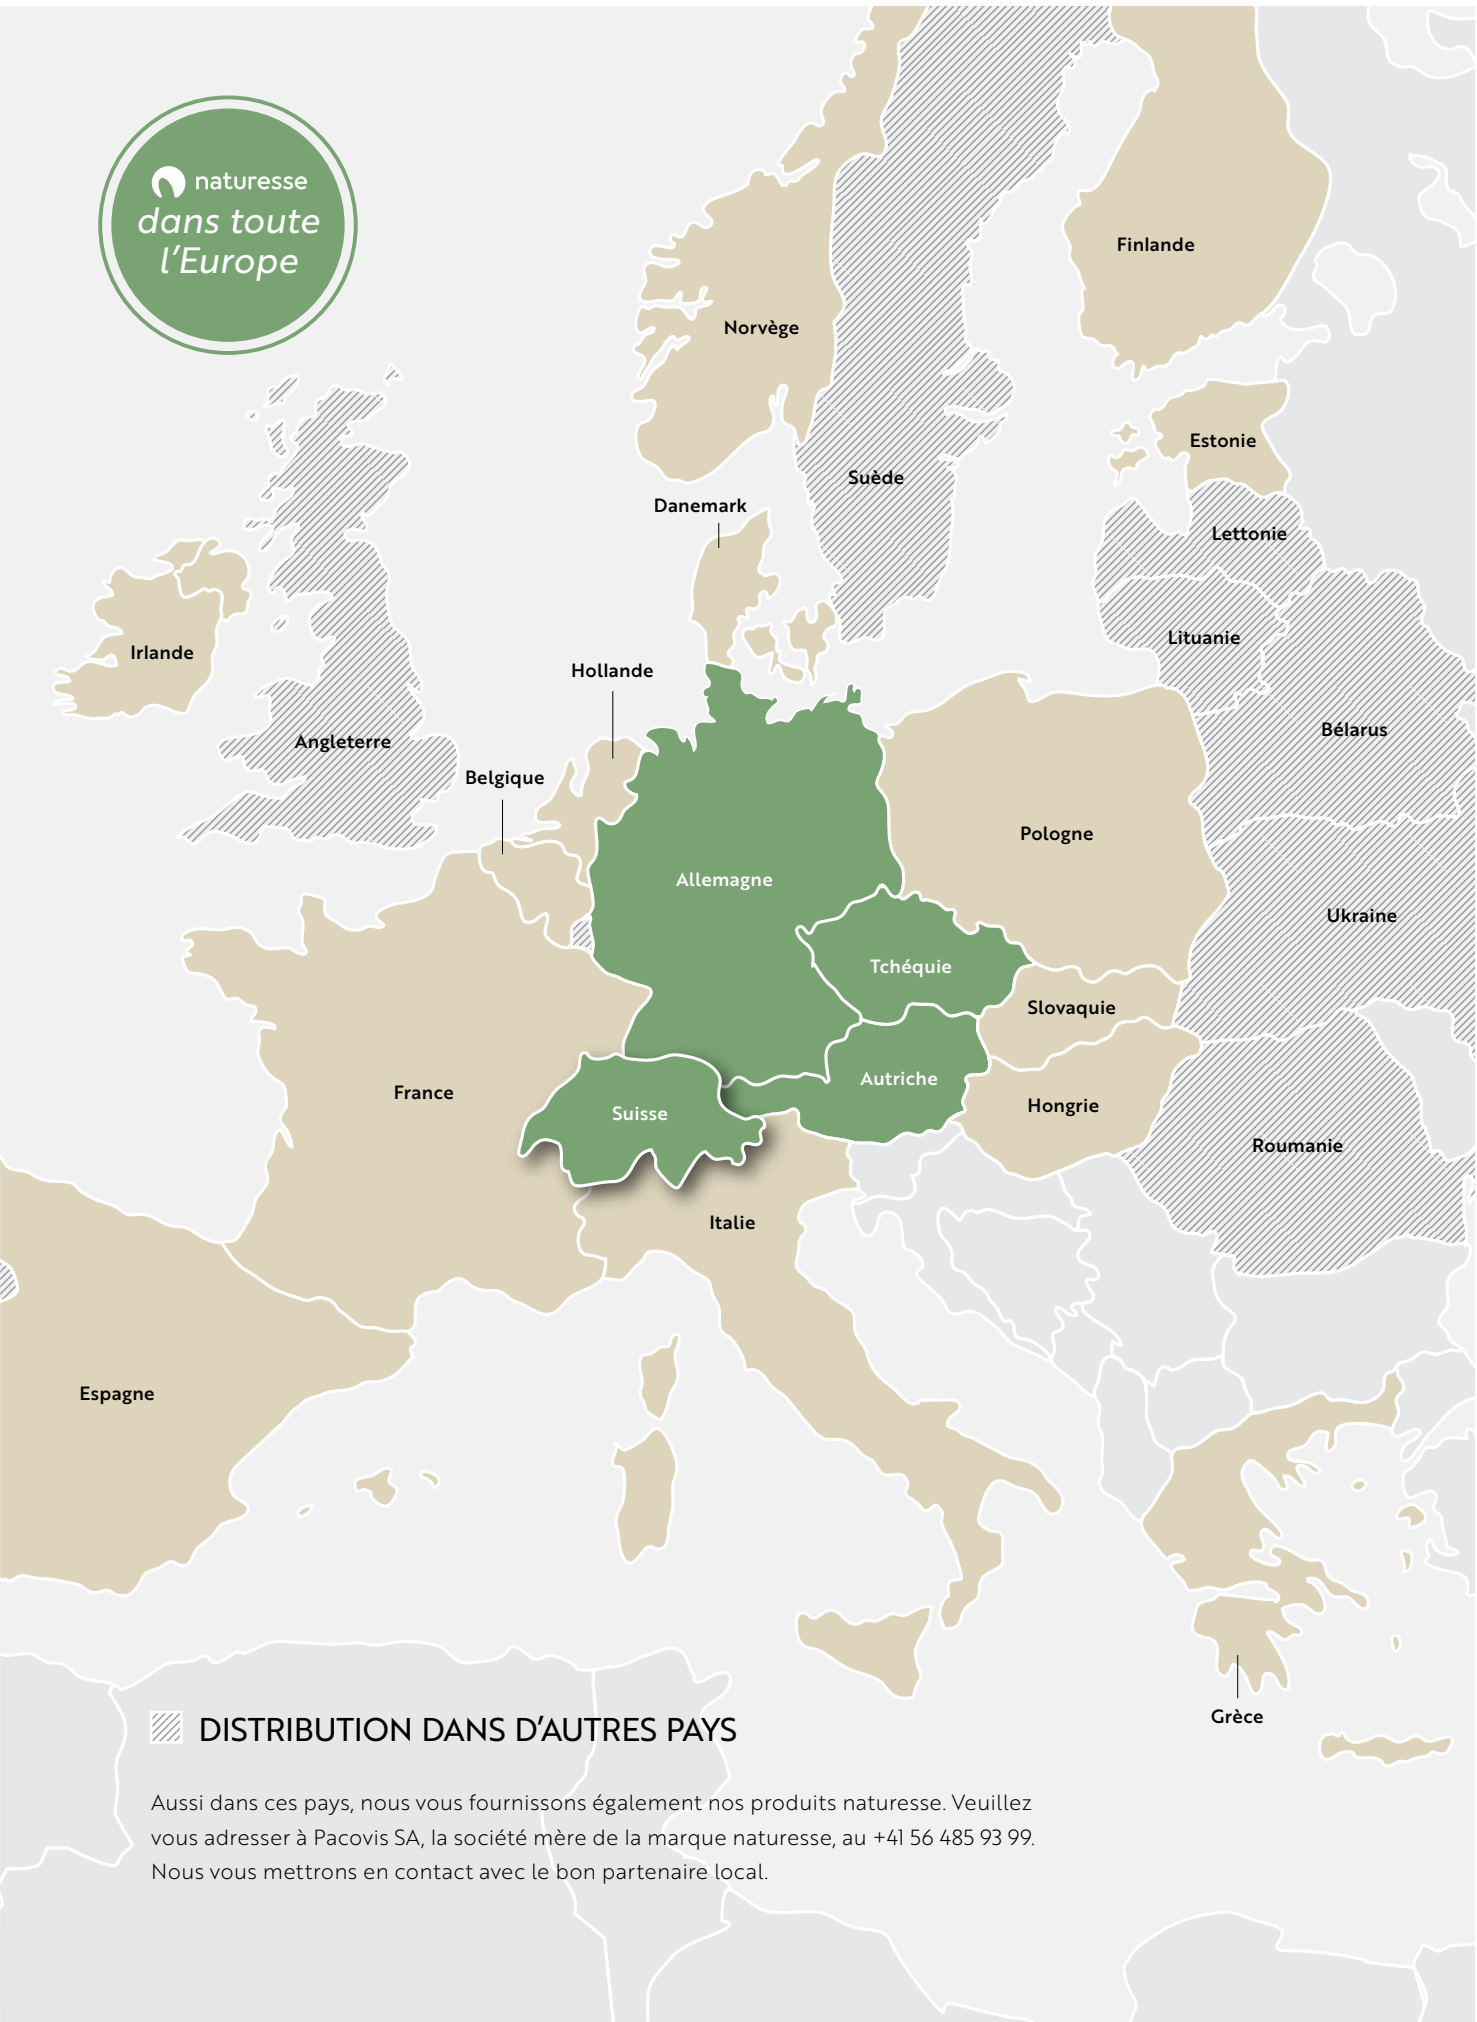 naturesse
dans toute
l'Europe
Finlande
Norvège
Estonie
Suède
Danemark
Lettonie
Lituanie
Irlande
Hollande
Bélarus
Angleterre
Belgique
Pologne
Allemagne
Ukraine
Tchéquie
Slovaquie
Autriche
France
Hongrie
Suisse
Roumanie
Italie
Espagne
Grèce
DISTRIBUTION DANS D'AUTRES PAYS
Aussi dans ces pays, nous vous fournissons également nos produits naturesse. Veuillez
vous adresser à Pacovis SA, la société mère de la marque naturesse, au +41 56 485 93 99.
Nous vous mettrons en contact avec le bon partenaire local.